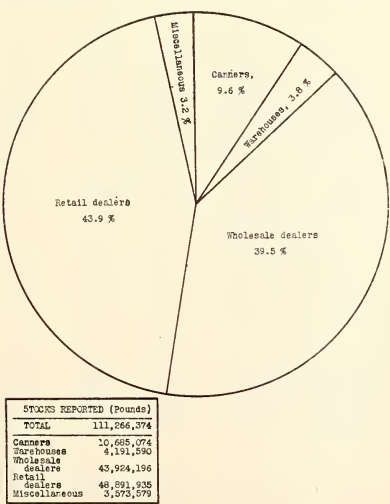 Miscellaneous 3.2 %
Canners,
9.6 %
Warehouses, 3.8 %
Retail dealers
43.9 %
Wholesale dealers
39.5 %
STOCKS REPORTED (Pounds)
TOTAL 111,266,374
Canners 10,685,074
Warehouses 4,191,590
Wholesale
dealere 43,924,196
Retail
dealers 48,891,935
Miscellaneous 3,573,579